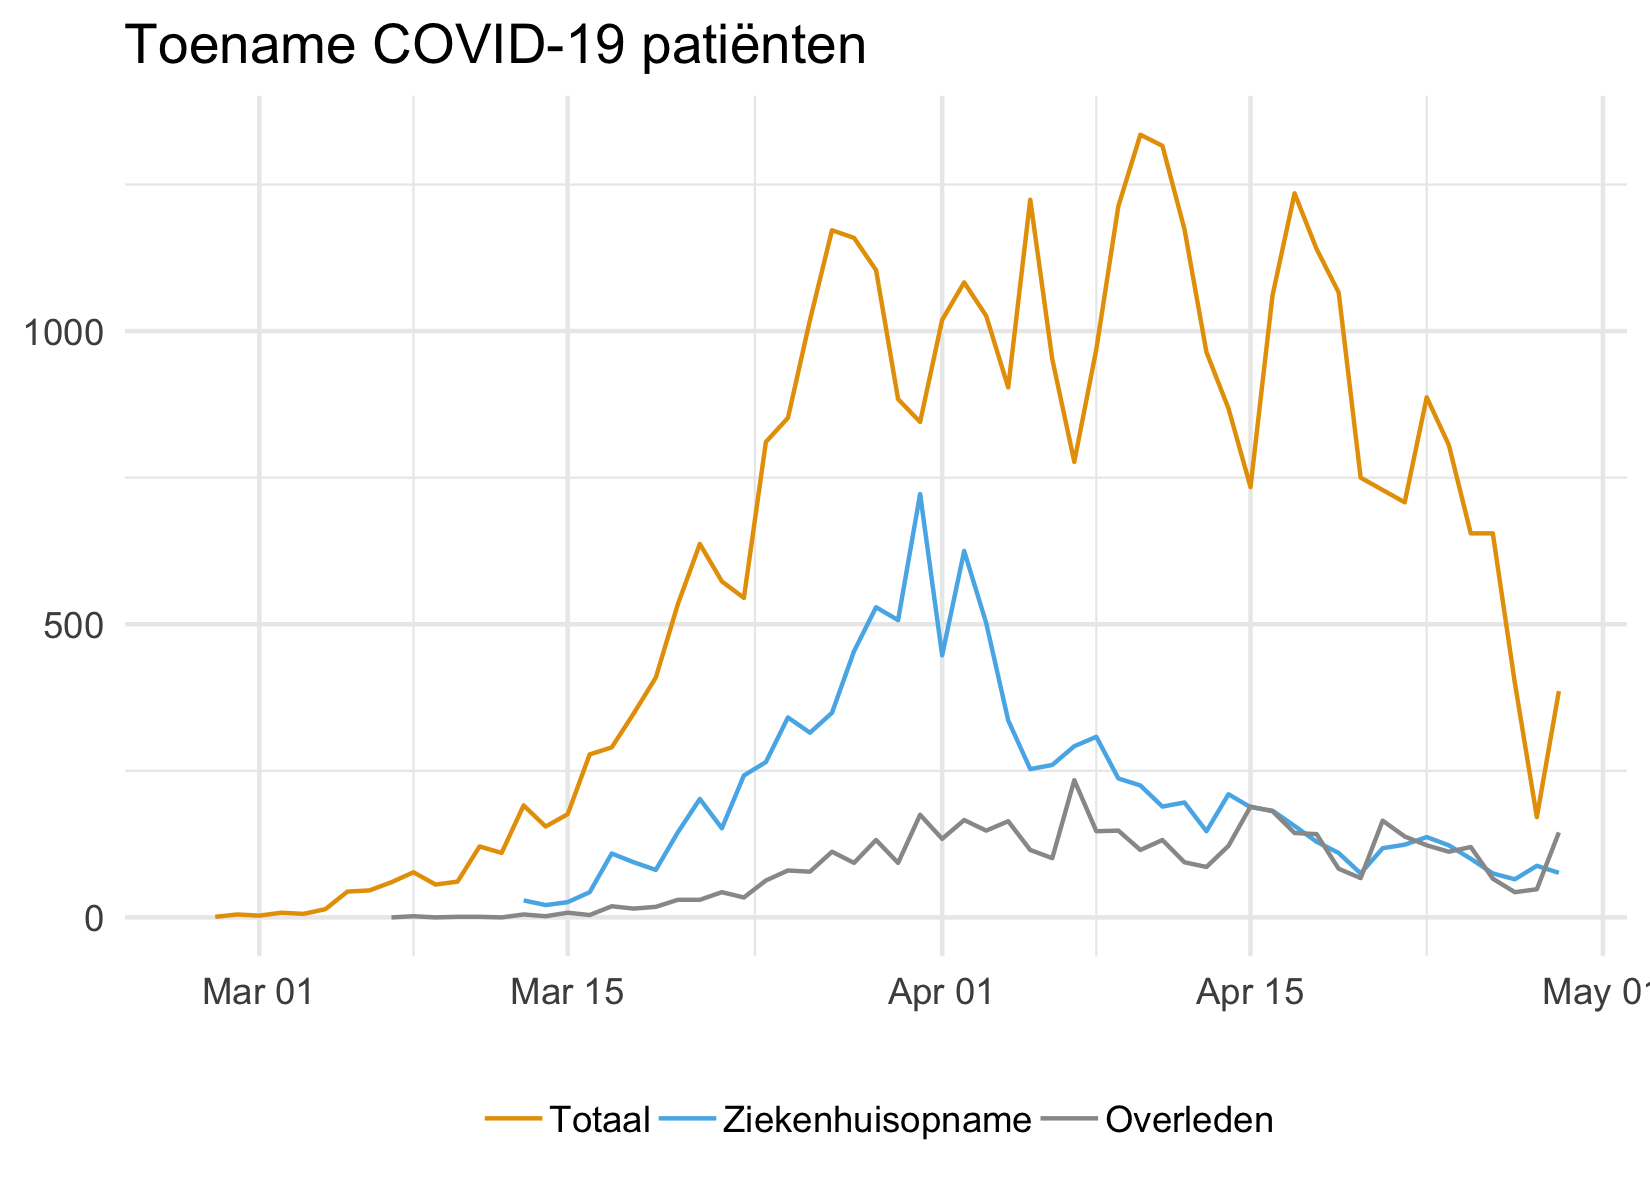 Toename COVID-19 patiënten
1000
500
0
Mar 01 Mar 15 Apr 01 Apr 15 May 01
Totaal Ziekenhuisopname Overleden